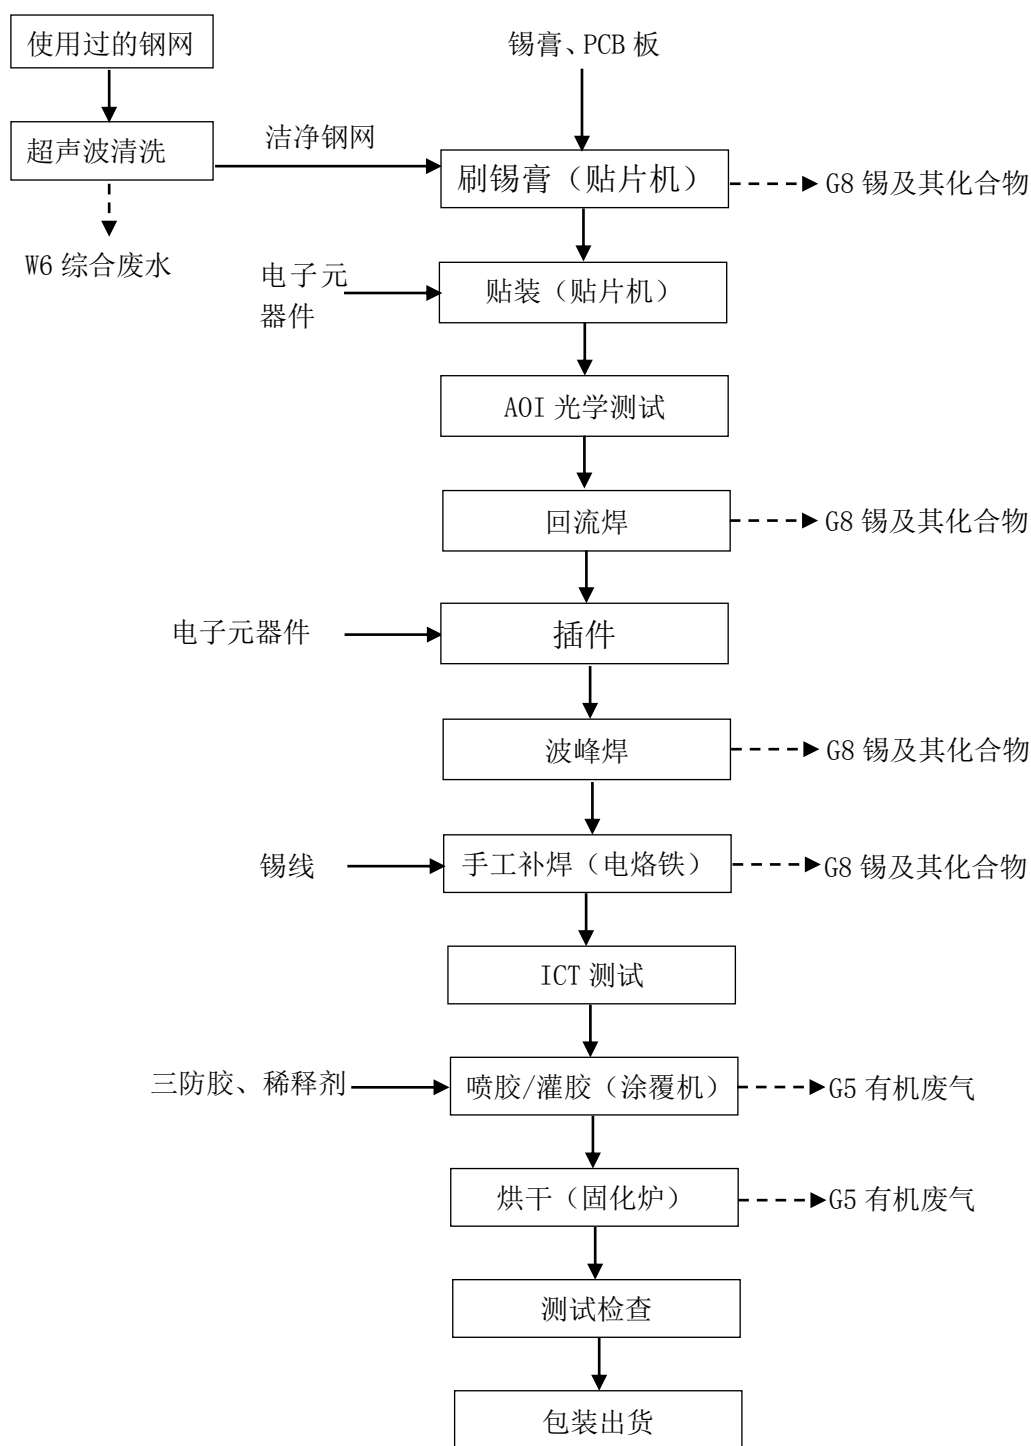 使用过的钢网
锡膏、PCB 板
超声波清洗
洁净钢网
刷锡膏（贴片机）
G8 锡及其化合物
W6 综合废水
电子元
器件
贴装（贴片机）
AOI 光学测试
回流焊
G8 锡及其化合物
电子元器件
插件
波峰焊
G8 锡及其化合物
锡线
手工补焊（电烙铁）
G8 锡及其化合物
ICT 测试
三防胶、稀释剂
喷胶/灌胶（涂覆机）
G5 有机废气
烘干（固化炉）
G5 有机废气
测试检查
包装出货